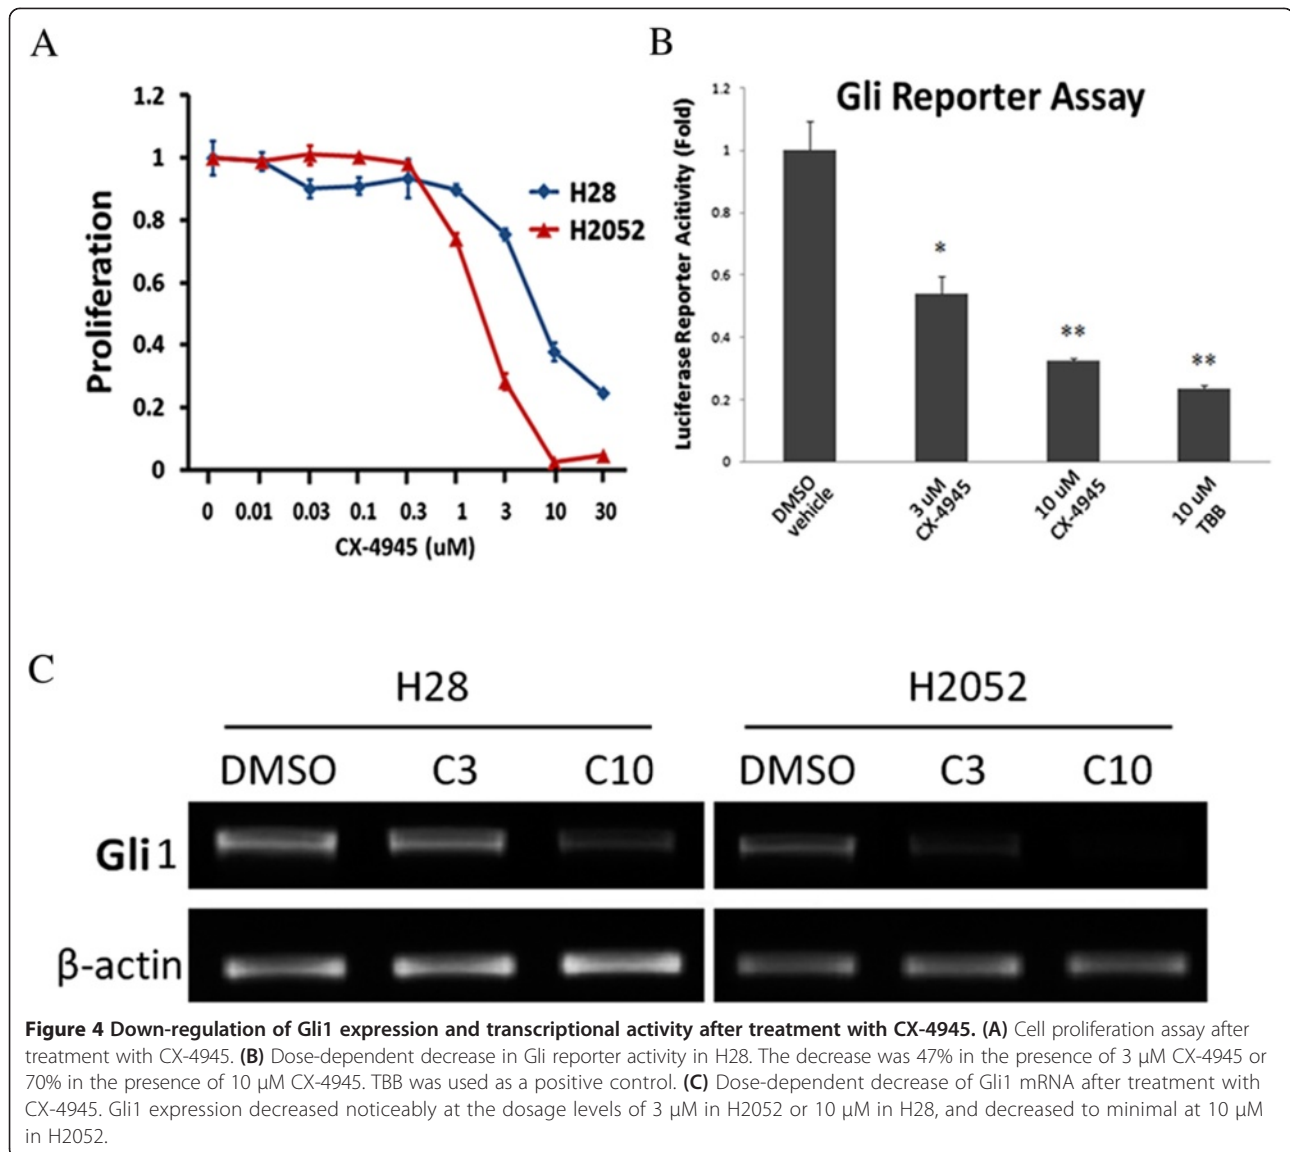 A
1.2
1
0.8
0.6
0.4
0.2
0
Proliferation
H28
H2052
0 0.01 0.03 0.1 0.3 1 3 10 30
CX-4945 (uM)
B
Gli Reporter Assay
Luciferase Reporter Acitivity (Fold)
1.2
1
0.8
0.6
0.4
0.2
0
*
**
**
DMSO
vehicle
3 uM
CX-4945
10 uM
CX-4945
10 uM
TBB
C
H28 H2052
DMSO C3 C10 DMSO C3 C10
Gli1
β-actin
Figure 4 Down-regulation of Gli1 expression and transcriptional activity after treatment with CX-4945. (A) Cell proliferation assay after
treatment with CX-4945. (B) Dose-dependent decrease in Gli reporter activity in H28. The decrease was 47% in the presence of 3 μM CX-4945 or
70% in the presence of 10 μM CX-4945. TBB was used as a positive control. (C) Dose-dependent decrease of Gli1 mRNA after treatment with
CX-4945. Gli1 expression decreased noticeably at the dosage levels of 3 μM in H2052 or 10 μM in H28, and decreased to minimal at 10 μM
in H2052.